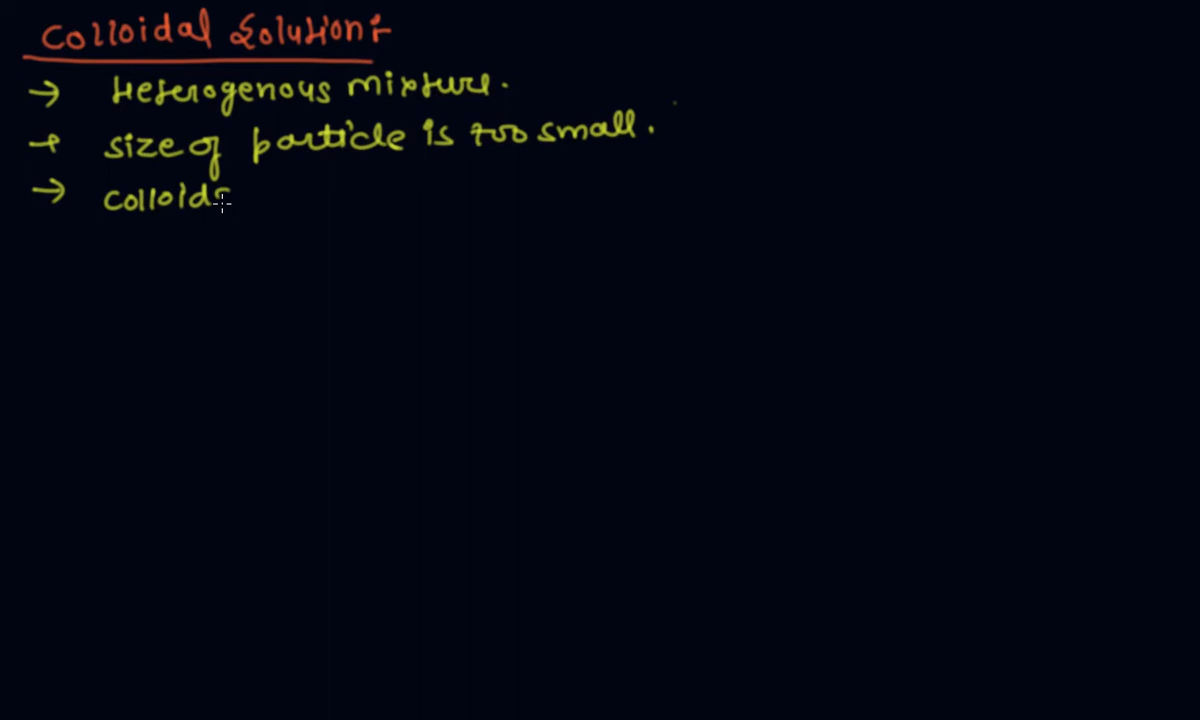 Colloidal Solution:-
→ Heterogenous mixture.
→ size of particle is too small.
→ colloids